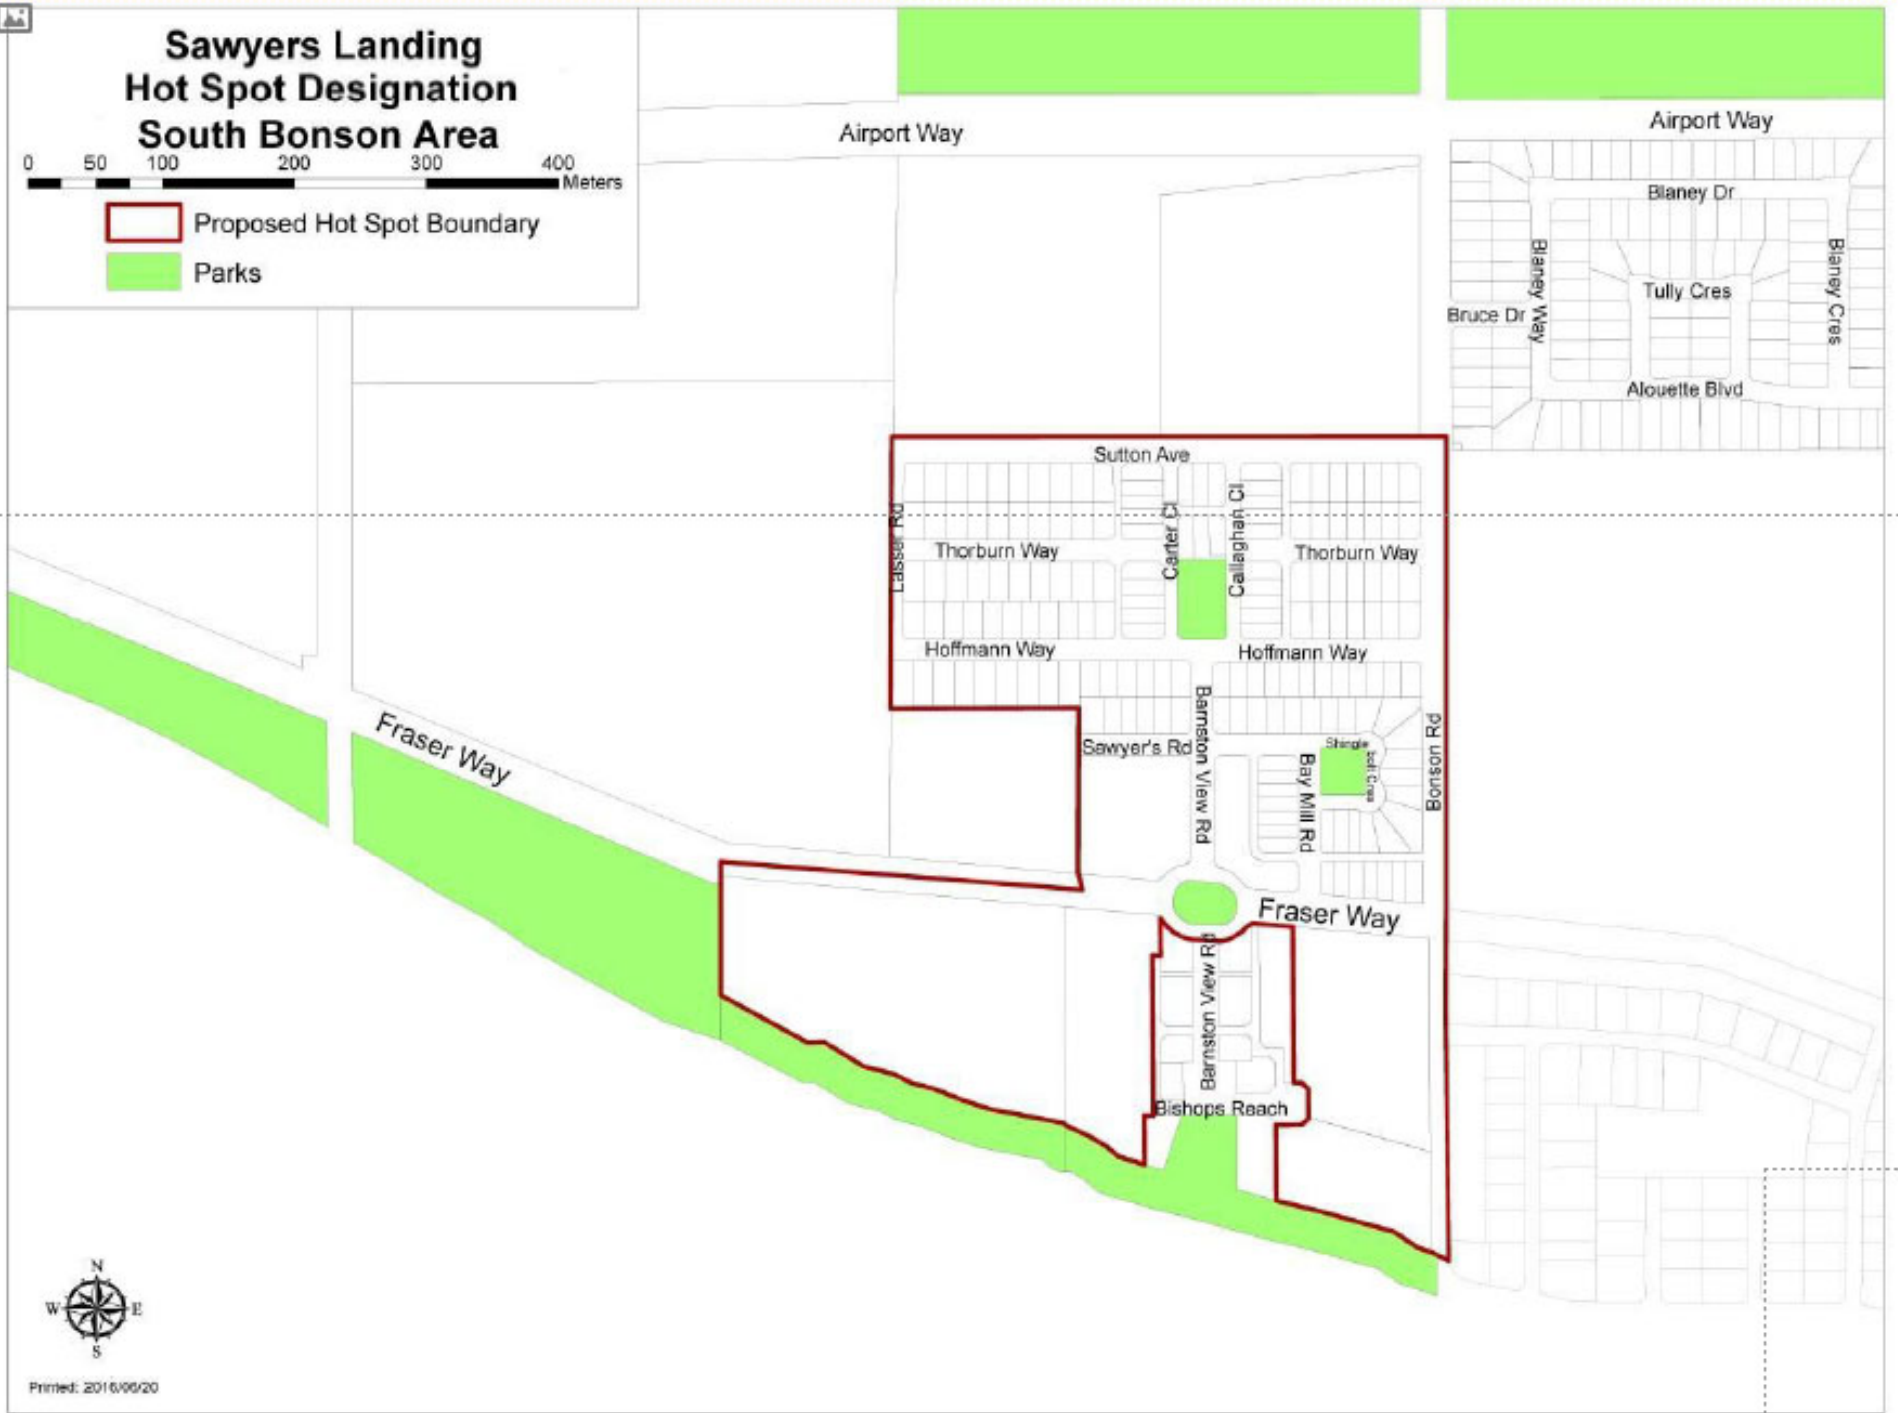 Sawyers Landing
Hot Spot Designation
South Bonson Area
0 50 100 200 300 400
Meters
Proposed Hot Spot Boundary
Parks
Airport Way
Airport Way
Blaney Dr
Blaney Way
Blaney Cres
Tully Cres
Bruce Dr
Alouette Blvd
Sutton Ave
Lasser Rd
Carter Cl
Callaghan Cl
Thorburn Way
Thorburn Way
Hoffmann Way
Hoffmann Way
Barnston View Rd
Sawyer's Rd
Shingle
bolt Cres
Bay Mill Rd
Bonson Rd
Fraser Way
Fraser Way
Barnston View Rd
Bishops Reach
N
W E
S
Printed: 2016/06/20